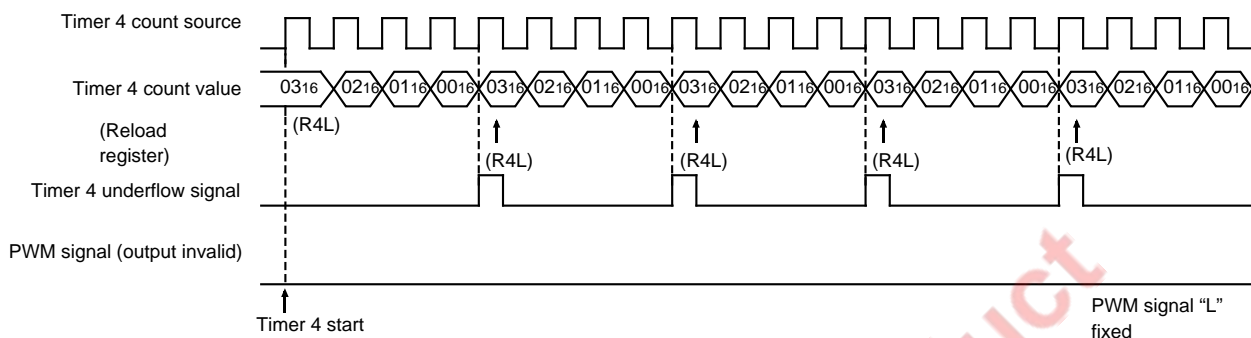 Timer 4 count source
Timer 4 count value
0316 0216 0116 0016 0316 0216 0116 0016 0316 0216 0116 0016 0316 0216 0116 0016 0316 0216 0116 0016
(Reload
register)
(R4L)
(R4L) (R4L) (R4L) (R4L)
Timer 4 underflow signal
PWM signal (output invalid)
Timer 4 start
PWM signal “L”
fixed
uct